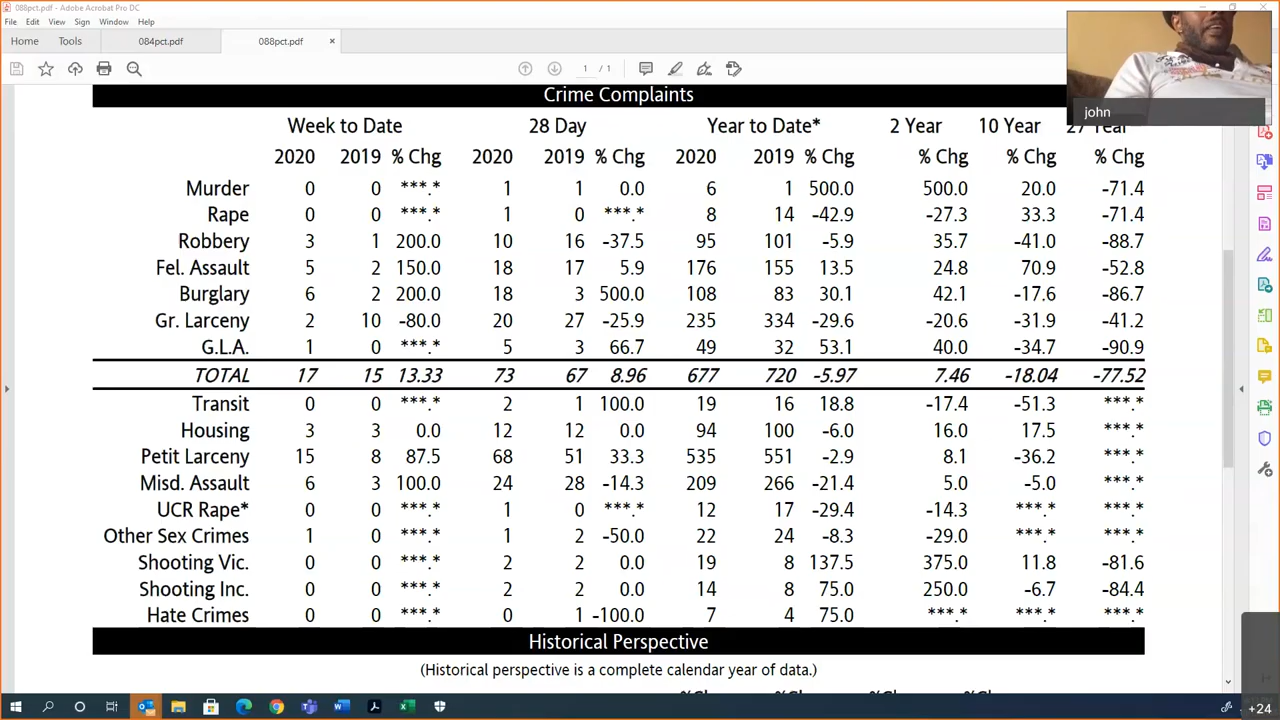 088pct.pdf - Adobe Acrobat Pro DC
File Edit View Sign Window Help
Home Tools 084pct.pdf 088pct.pdf ×
1 / 1
john
Crime Complaints
Week to Date 28 Day Year to Date* 2 Year 10 Year 27 Year
2020 2019 % Chg 2020 2019 % Chg 2020 2019 % Chg % Chg % Chg % Chg
Murder 0 0 ***.* 1 1 0.0 6 1 500.0 500.0 20.0 -71.4
Rape 0 0 ***.* 1 0 ***.* 8 14 -42.9 -27.3 33.3 -71.4
Robbery 3 1 200.0 10 16 -37.5 95 101 -5.9 35.7 -41.0 -88.7
Fel. Assault 5 2 150.0 18 17 5.9 176 155 13.5 24.8 70.9 -52.8
Burglary 6 2 200.0 18 3 500.0 108 83 30.1 42.1 -17.6 -86.7
Gr. Larceny 2 10 -80.0 20 27 -25.9 235 334 -29.6 -20.6 -31.9 -41.2
G.L.A. 1 0 ***.* 5 3 66.7 49 32 53.1 40.0 -34.7 -90.9
TOTAL 17 15 13.33 73 67 8.96 677 720 -5.97 7.46 -18.04 -77.52
Transit 0 0 ***.* 2 1 100.0 19 16 18.8 -17.4 -51.3 ***.*
Housing 3 3 0.0 12 12 0.0 94 100 -6.0 16.0 17.5 ***.*
Petit Larceny 15 8 87.5 68 51 33.3 535 551 -2.9 8.1 -36.2 ***.*
Misd. Assault 6 3 100.0 24 28 -14.3 209 266 -21.4 5.0 -5.0 ***.*
UCR Rape* 0 0 ***.* 1 0 ***.* 12 17 -29.4 -14.3 ***.* ***.*
Other Sex Crimes 1 0 ***.* 1 2 -50.0 22 24 -8.3 -29.0 ***.* ***.*
Shooting Vic. 0 0 ***.* 2 2 0.0 19 8 137.5 375.0 11.8 -81.6
Shooting Inc. 0 0 ***.* 2 2 0.0 14 8 75.0 250.0 -6.7 -84.4
Hate Crimes 0 0 ***.* 0 1 -100.0 7 4 75.0 ***.* ***.* ***.*
Historical Perspective
(Historical perspective is a complete calendar year of data.)
%Chg %Chg %Chg %Chg
+24